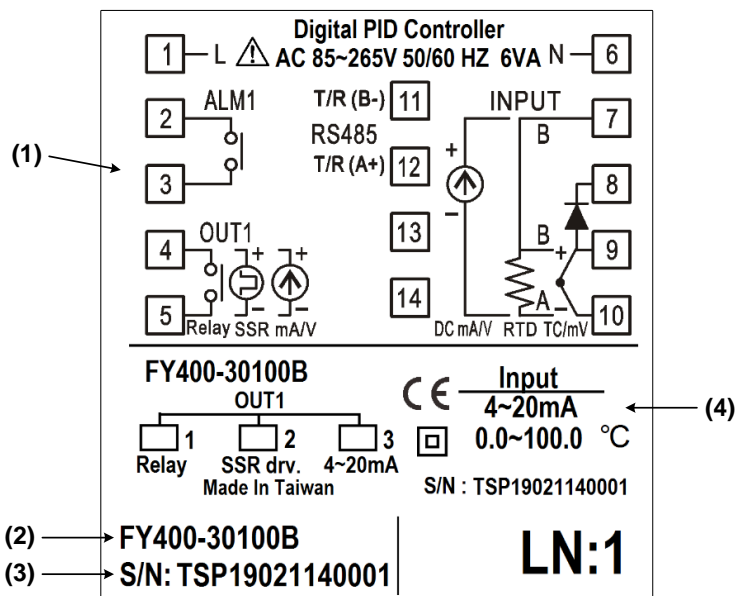 Digital PID Controller
1 L AC 85~265V 50/60 HZ 6VA N 6
2 ALM1 T/R (B-) 11 INPUT 7
RS485 B
(1) 3 T/R (A+) 12 + 8
4 OUT1 13 − B + 9
+ +
5 − − 14 A − 10
Relay SSR mA/V DC mA/V RTD TC/mV
FY400-30100B
OUT1
1 2 3
Relay SSR drv. 4~20mA
Made In Taiwan
CE Input
4~20mA (4)
0.0~100.0 °C
S/N : TSP19021140001
(2) FY400-30100B
(3) S/N: TSP19021140001
LN:1